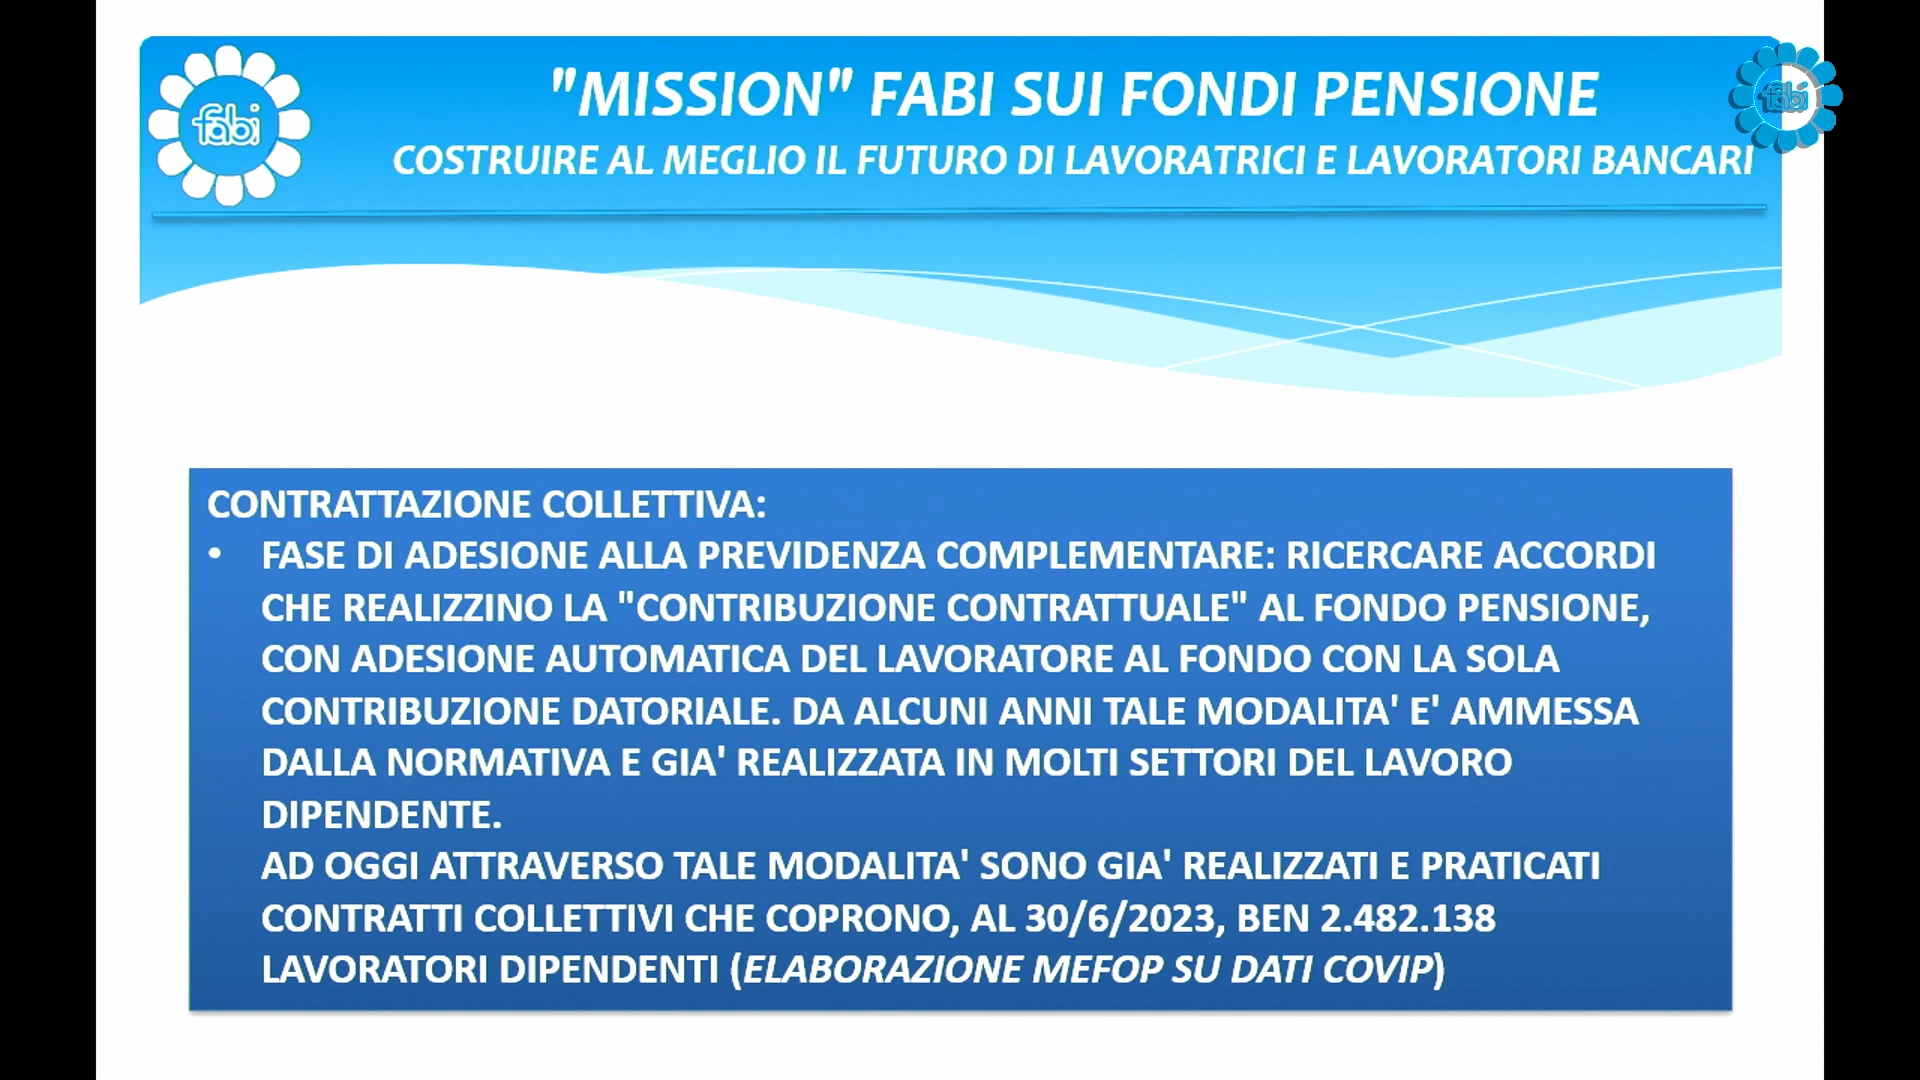 fabi
"MISSION" FABI SUI FONDI PENSIONE
fabi
COSTRUIRE AL MEGLIO IL FUTURO DI LAVORATRICI E LAVORATORI BANCARI
CONTRATTAZIONE COLLETTIVA:
• FASE DI ADESIONE ALLA PREVIDENZA COMPLEMENTARE: RICERCARE ACCORDI
CHE REALIZZINO LA "CONTRIBUZIONE CONTRATTUALE" AL FONDO PENSIONE,
CON ADESIONE AUTOMATICA DEL LAVORATORE AL FONDO CON LA SOLA
CONTRIBUZIONE DATORIALE. DA ALCUNI ANNI TALE MODALITA' E' AMMESSA
DALLA NORMATIVA E GIA' REALIZZATA IN MOLTI SETTORI DEL LAVORO
DIPENDENTE.
AD OGGI ATTRAVERSO TALE MODALITA' SONO GIA' REALIZZATI E PRATICATI
CONTRATTI COLLETTIVI CHE COPRONO, AL 30/6/2023, BEN 2.482.138
LAVORATORI DIPENDENTI (ELABORAZIONE MEFOP SU DATI COVIP)